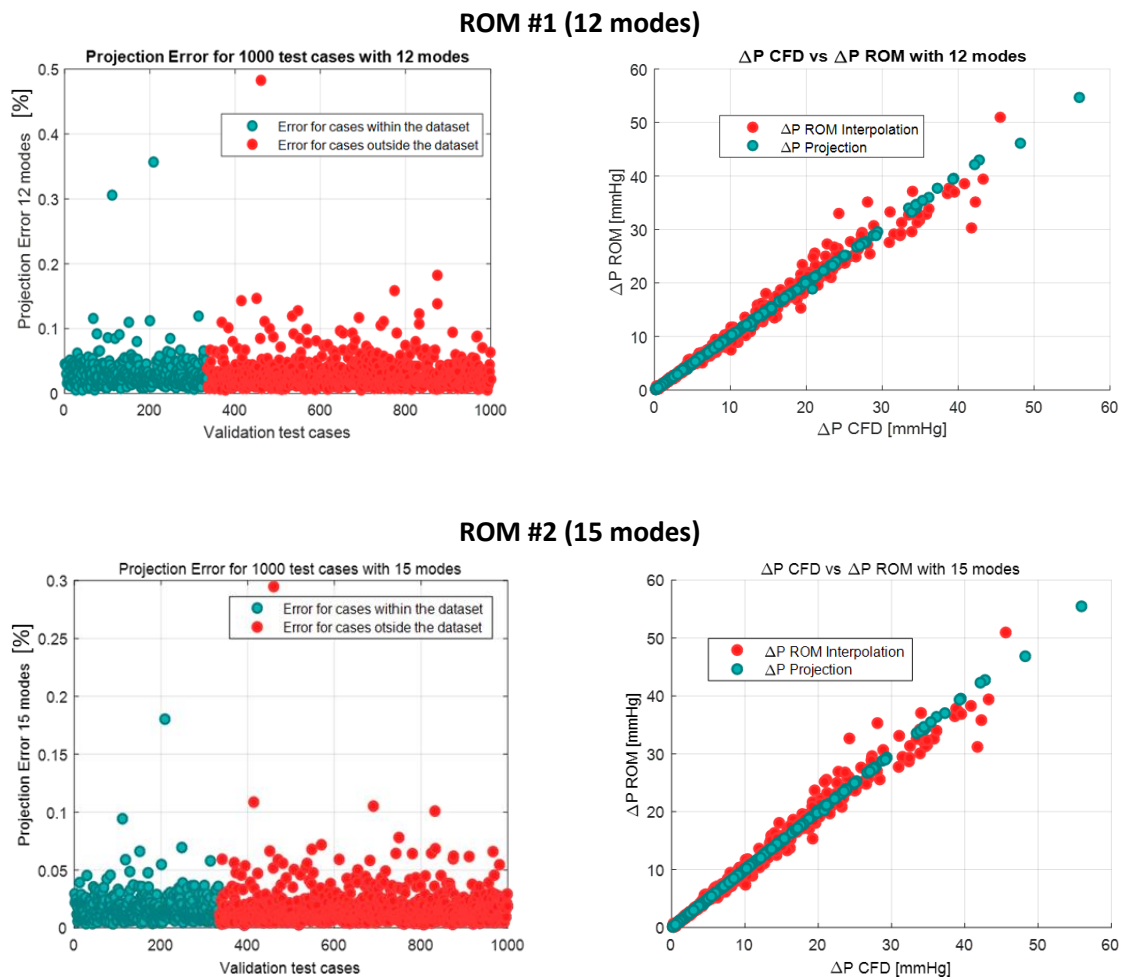 ROM #1 (12 modes)
Projection Error for 1000 test cases with 12 modes
Projection Error 12 modes [%]
0.5
0.4
0.3
0.2
0.1
0
Error for cases within the dataset
Error for cases outside the dataset
0 200 400 600 800 1000
Validation test cases
ΔP CFD vs ΔP ROM with 12 modes
ΔP ROM [mmHg]
60
50
40
30
20
10
0
ΔP ROM Interpolation
ΔP Projection
0 10 20 30 40 50 60
ΔP CFD [mmHg]
ROM #2 (15 modes)
Projection Error for 1000 test cases with 15 modes
Projection Error 15 modes [%]
0.3
0.25
0.2
0.15
0.1
0.05
0
Error for cases within the dataset
Error for cases otside the dataset
0 200 400 600 800 1000
Validation test cases
ΔP CFD vs ΔP ROM with 15 modes
ΔP ROM [mmHg]
60
50
40
30
20
10
0
ΔP ROM Interpolation
ΔP Projection
0 10 20 30 40 50 60
ΔP CFD [mmHg]